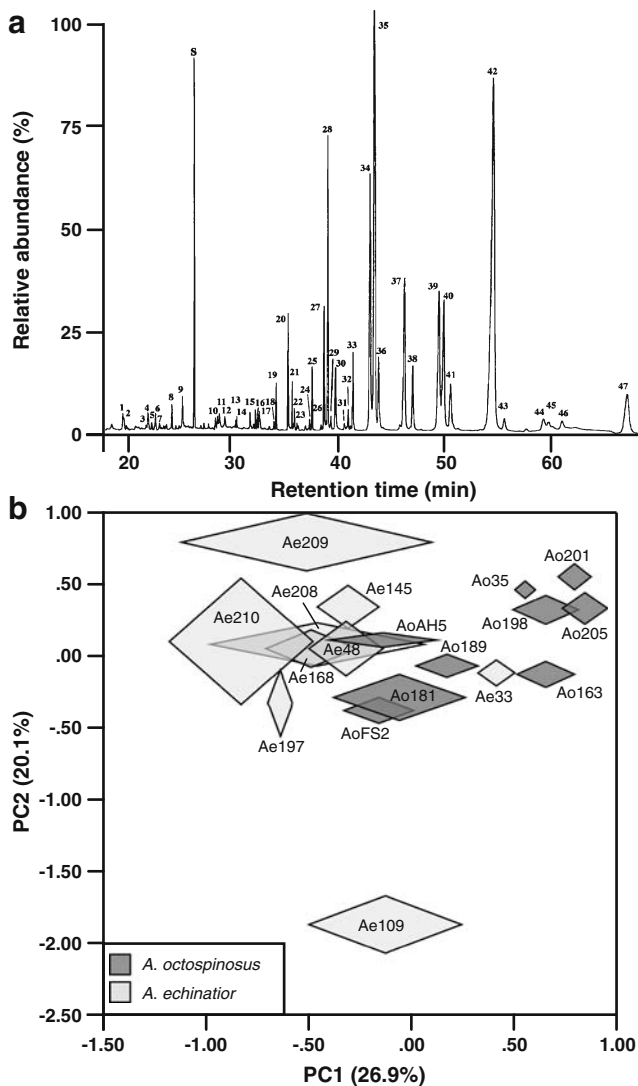 a
Relative abundance (%)
100
75
50
25
0
1
2
3
4
5
6
7
8
9
S
10
11
12
13
14
15
16
17
18
19
20
21
22
23
24
25
26
27
28
29
30
31
32
33
34
35
36
37
38
39
40
41
42
43
44
45
46
47
20
30
40
50
60
Retention time (min)
b
PC2 (20.1%)
1.00
.50
.00
-.50
-1.00
-1.50
-2.00
-2.50
Ae209
Ao201
Ao35
Ae208
Ae145
Ae210
AoAH5
Ao198
Ao205
Ae48
Ao189
Ae168
Ao181
Ae33
Ao163
AoFS2
Ae197
Ae109
A. octospinosus
A. echinatior
-1.50
-1.00
-.50
.00
.50
1.00
PC1 (26.9%)